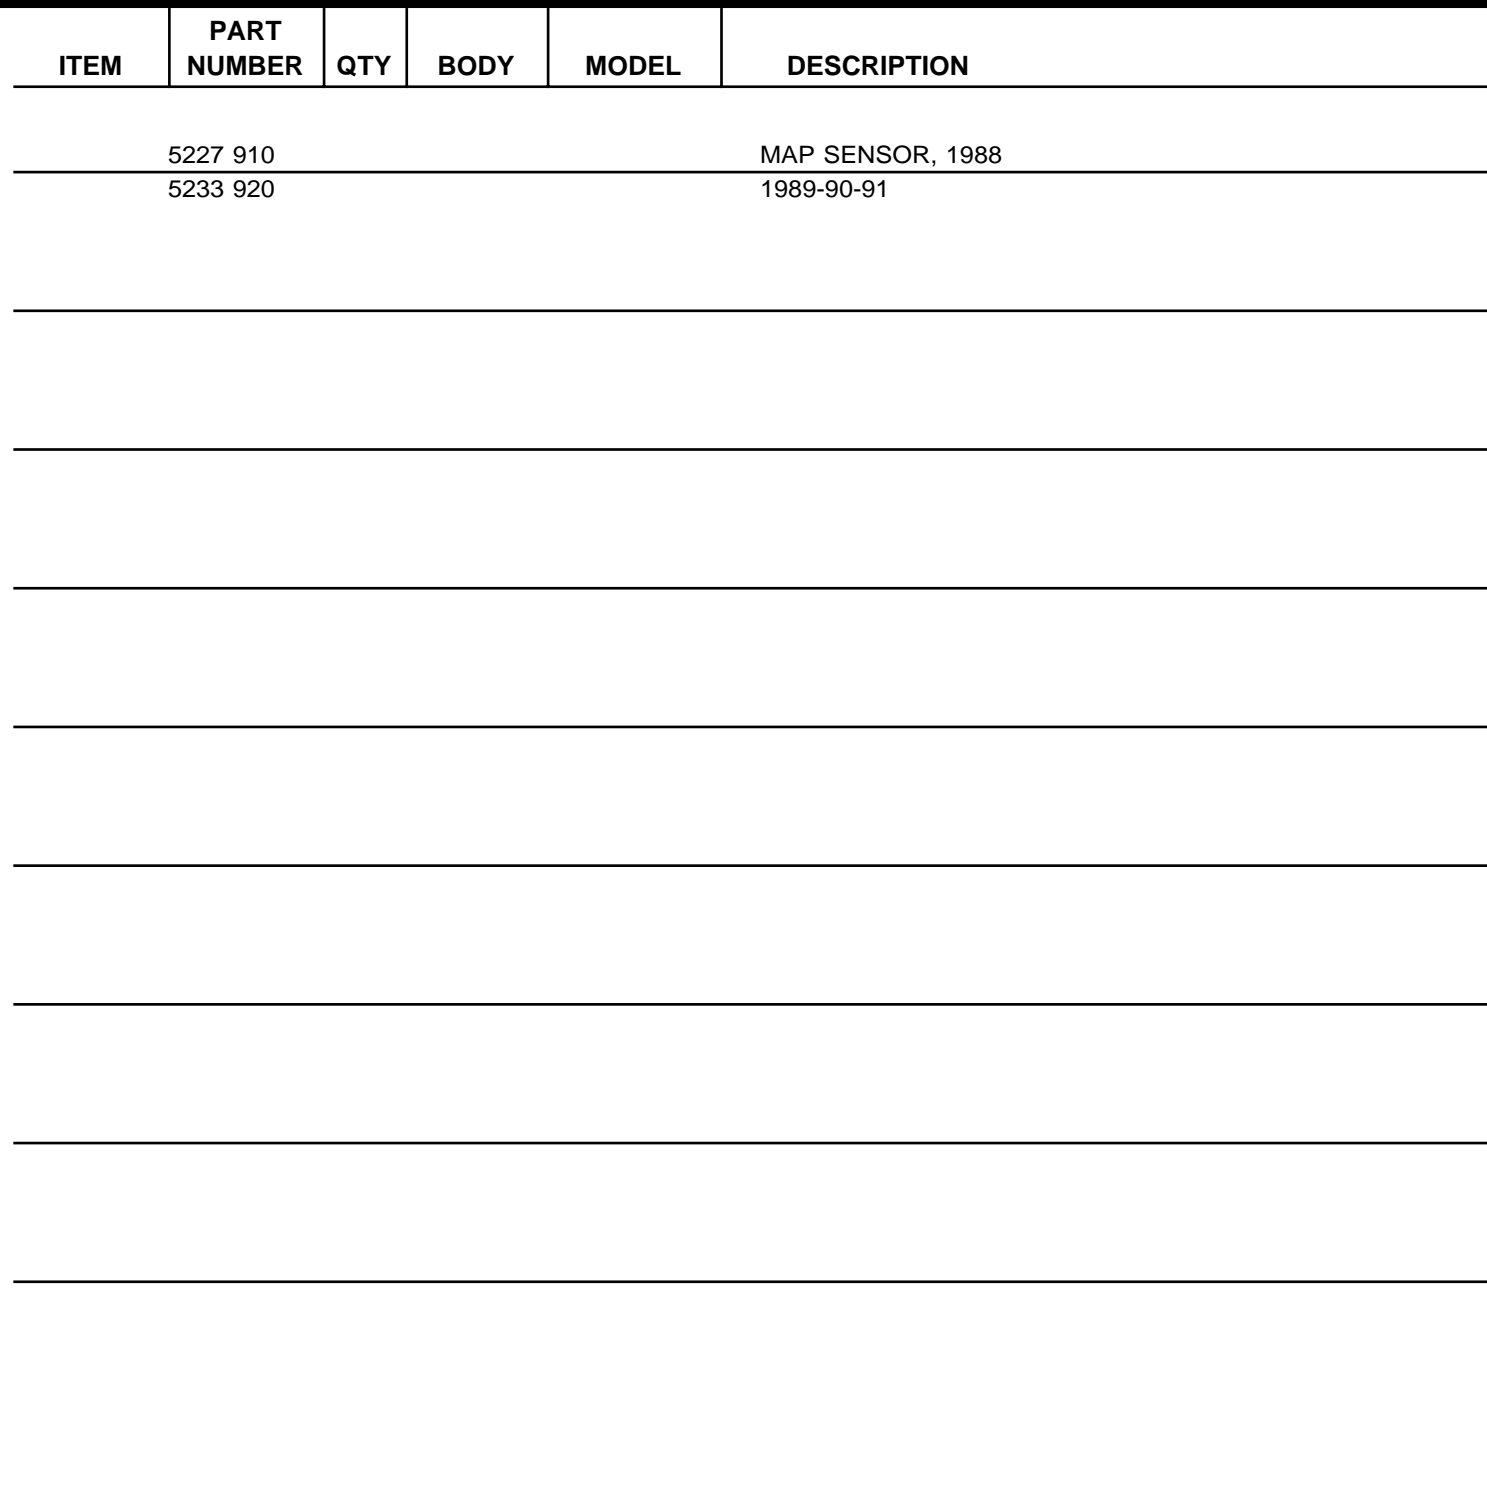 PART
ITEM NUMBER QTY BODY MODEL DESCRIPTION
5227 910 MAP SENSOR, 1988
5233 920 1989-90-91